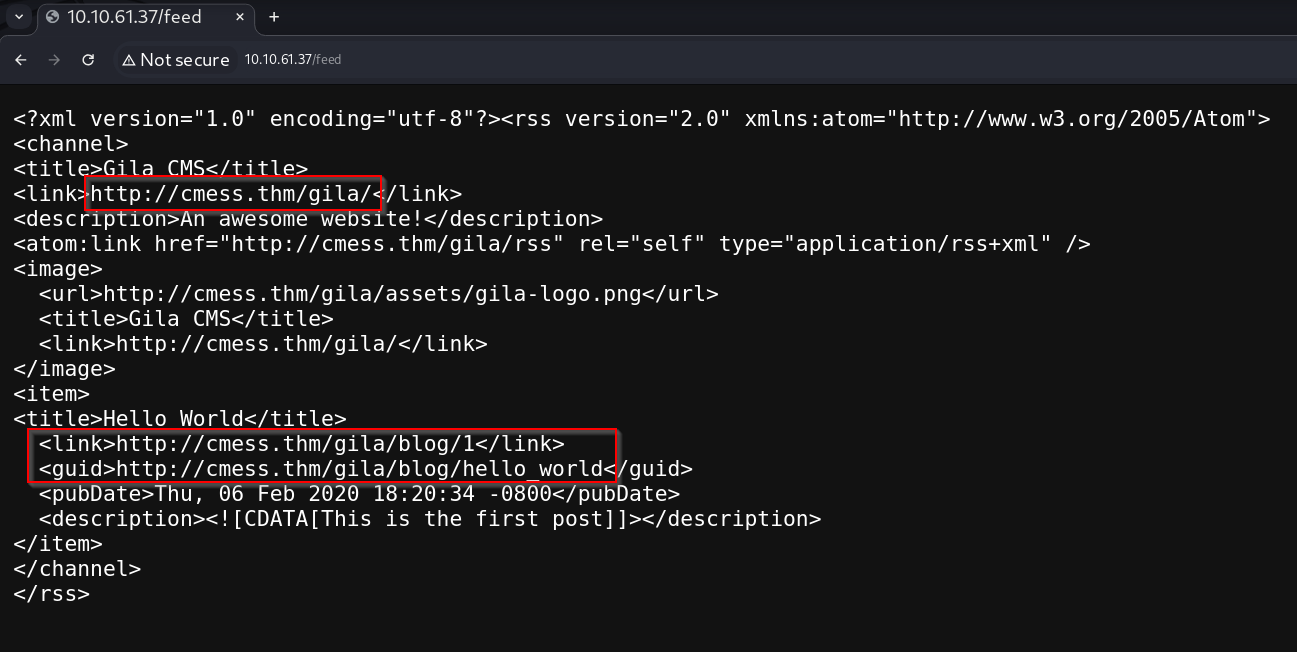 10.10.61.37/feed
Not secure 10.10.61.37/feed
<?xml version="1.0" encoding="utf-8"?><rss version="2.0" xmlns:atom="http://www.w3.org/2005/Atom">
<channel>
<title>Gila CMS</title>
<link>http://cmess.thm/gila/</link>
<description>An awesome website!</description>
<atom:link href="http://cmess.thm/gila/rss" rel="self" type="application/rss+xml" />
<image>
  <url>http://cmess.thm/gila/assets/gila-logo.png</url>
  <title>Gila CMS</title>
  <link>http://cmess.thm/gila/</link>
</image>
<item>
<title>Hello World</title>
  <link>http://cmess.thm/gila/blog/1</link>
  <guid>http://cmess.thm/gila/blog/hello_world</guid>
  <pubDate>Thu, 06 Feb 2020 18:20:34 -0800</pubDate>
  <description><![CDATA[This is the first post]]></description>
</item>
</channel>
</rss>